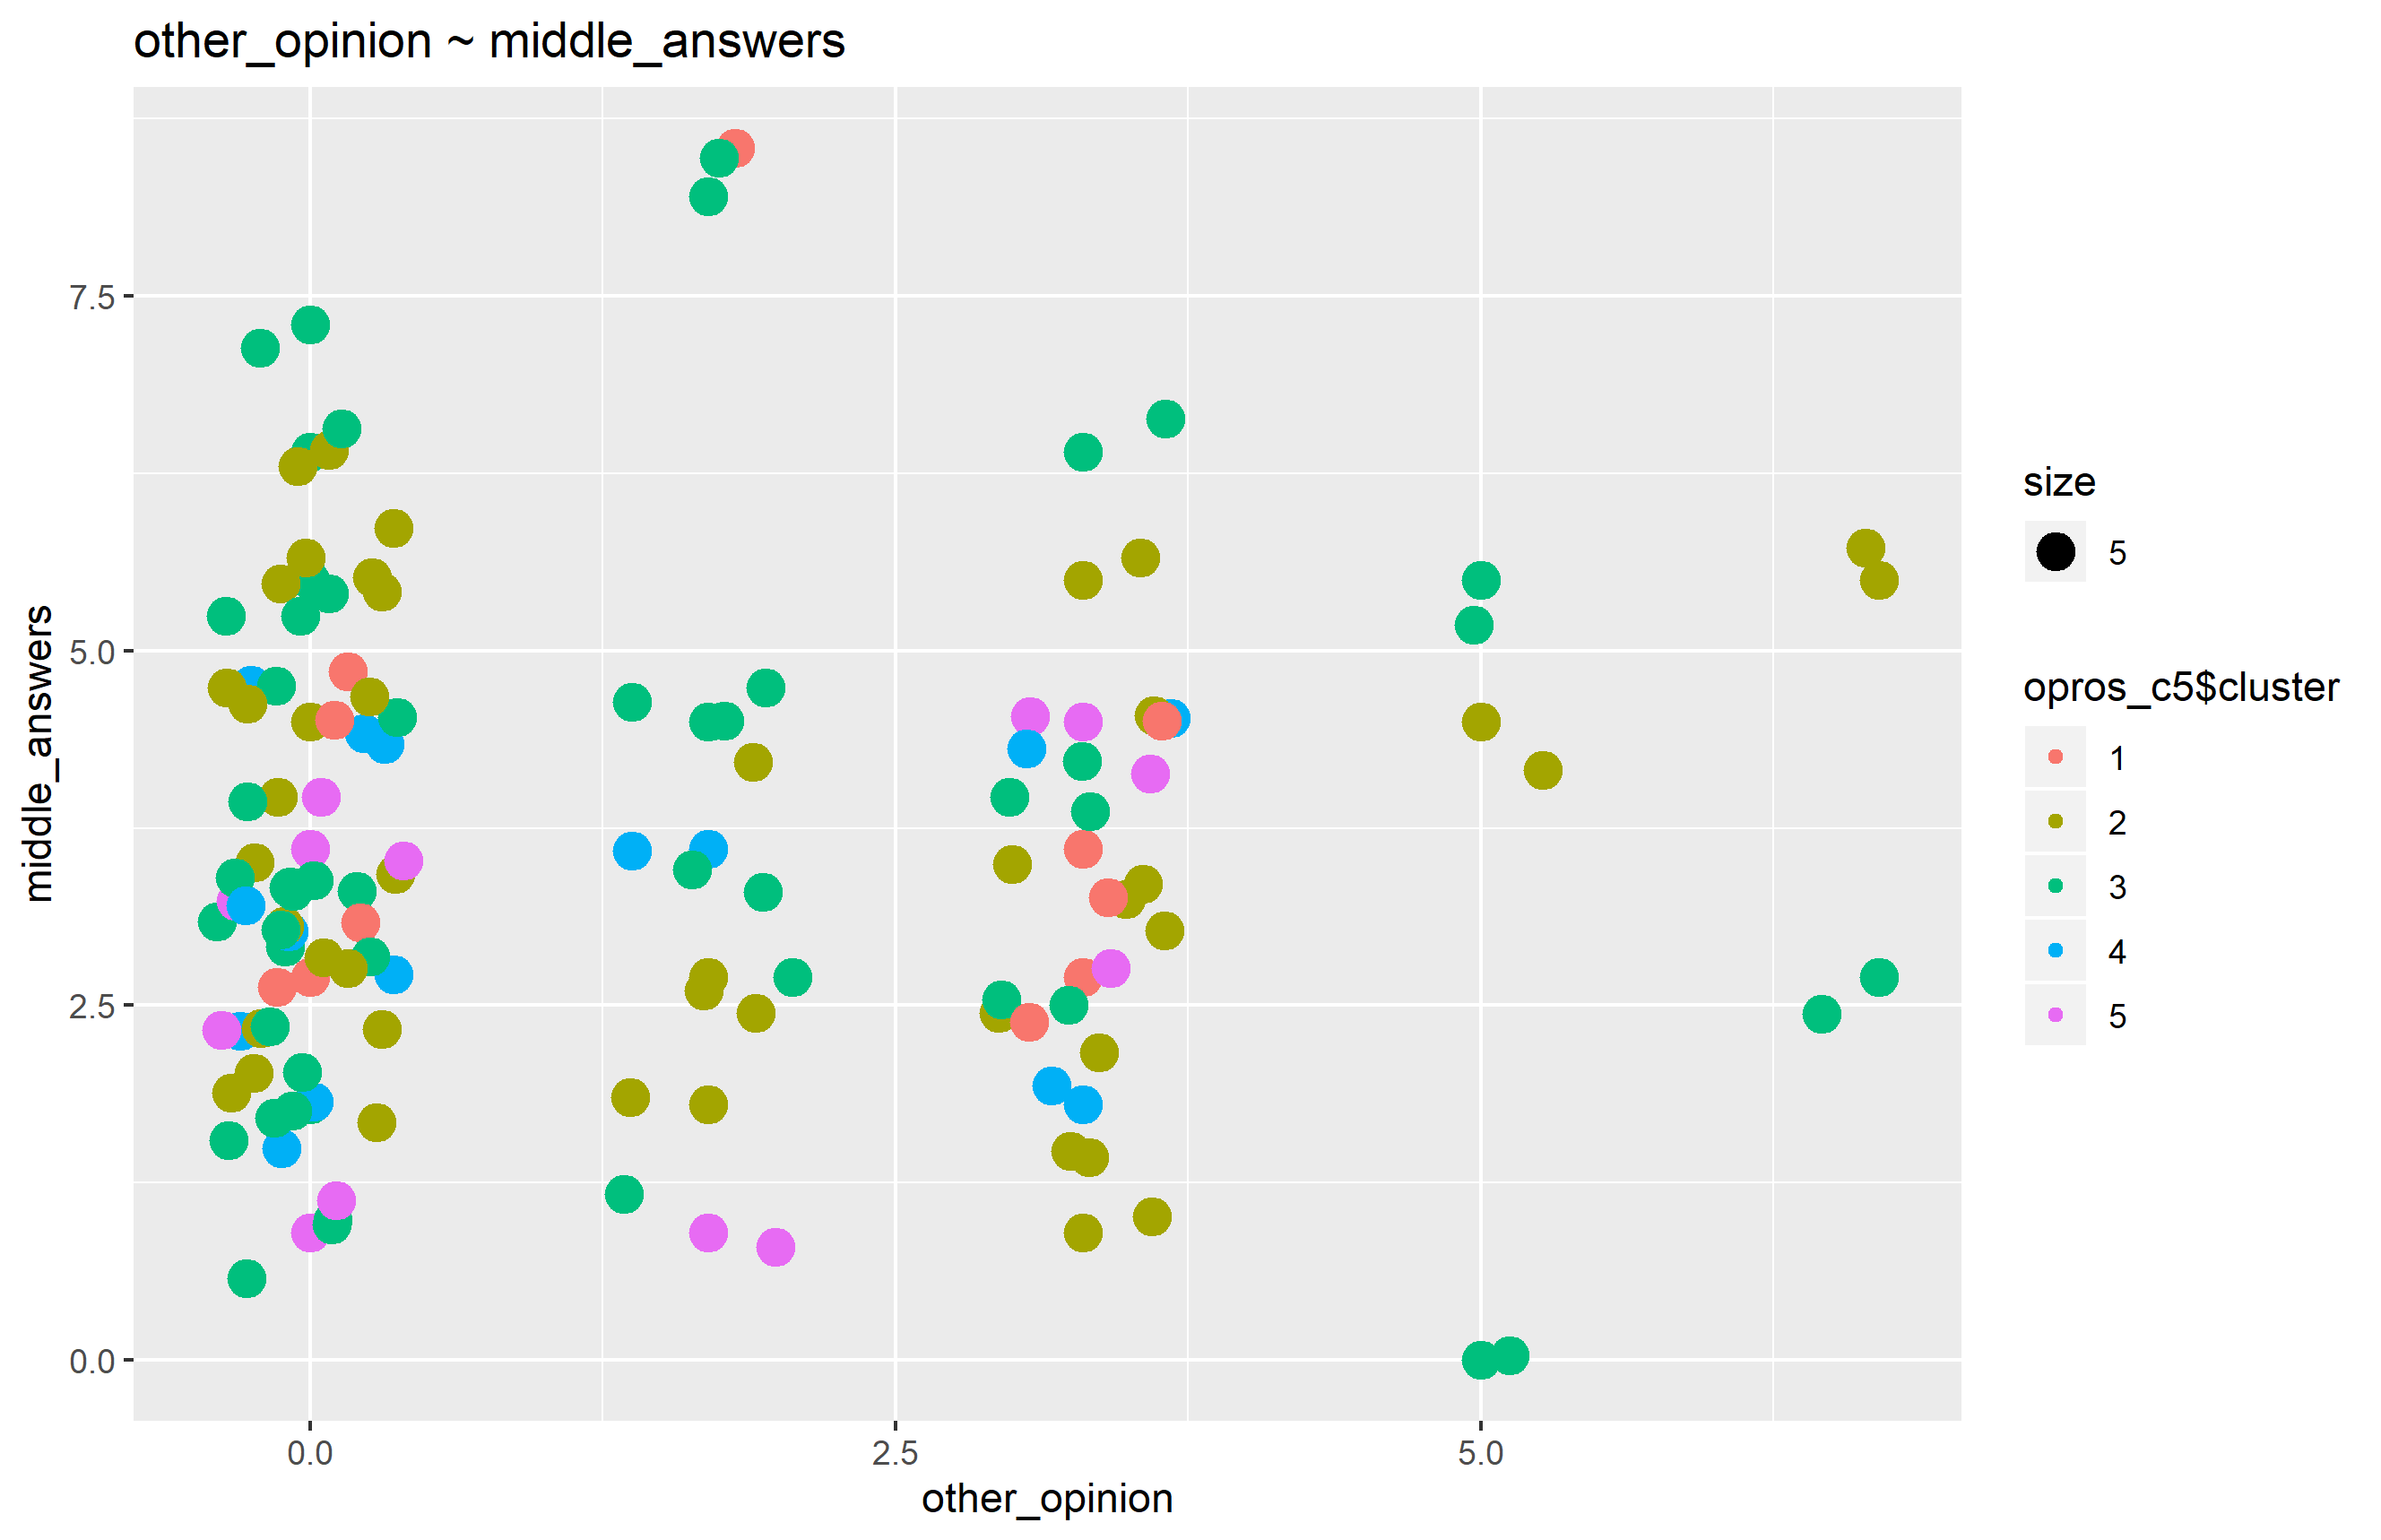 other_opinion ~ middle_answers
7.5
5.0
2.5
0.0
middle_answers
0.0
2.5
5.0
other_opinion
size
5
opros_c5$cluster
1
2
3
4
5